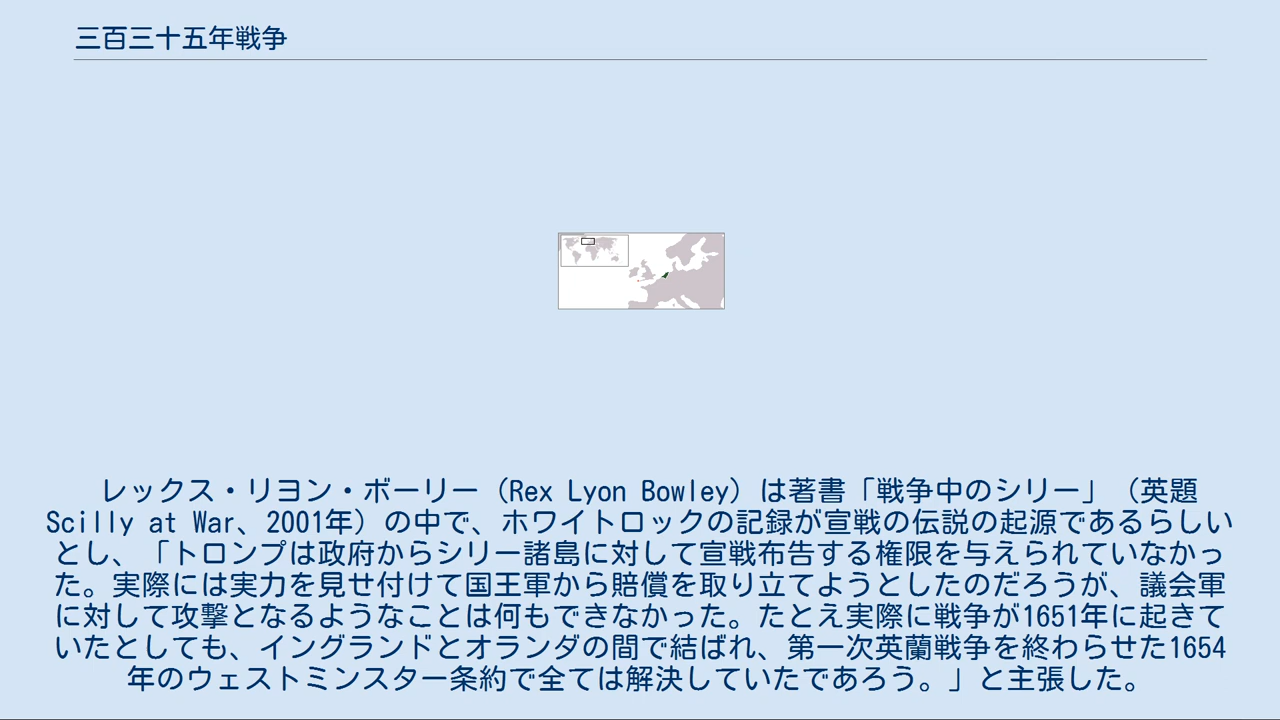 三百三十五年戦争
レックス・リヨン・ボーリー（Rex Lyon Bowley）は著書「戦争中のシリー」（英題
Scilly at War、2001年）の中で、ホワイトロックの記録が宣戦の伝説の起源であるらしい
とし、「トロンプは政府からシリー諸島に対して宣戦布告する権限を与えられていなかっ
た。実際には実力を見せ付けて国王軍から賠償を取り立てようとしたのだろうが、議会軍
に対して攻撃となるようなことは何もできなかった。たとえ実際に戦争が1651年に起きて
いたとしても、イングランドとオランダの間で結ばれ、第一次英蘭戦争を終わらせた1654
年のウェストミンスター条約で全ては解決していたであろう。」と主張した。